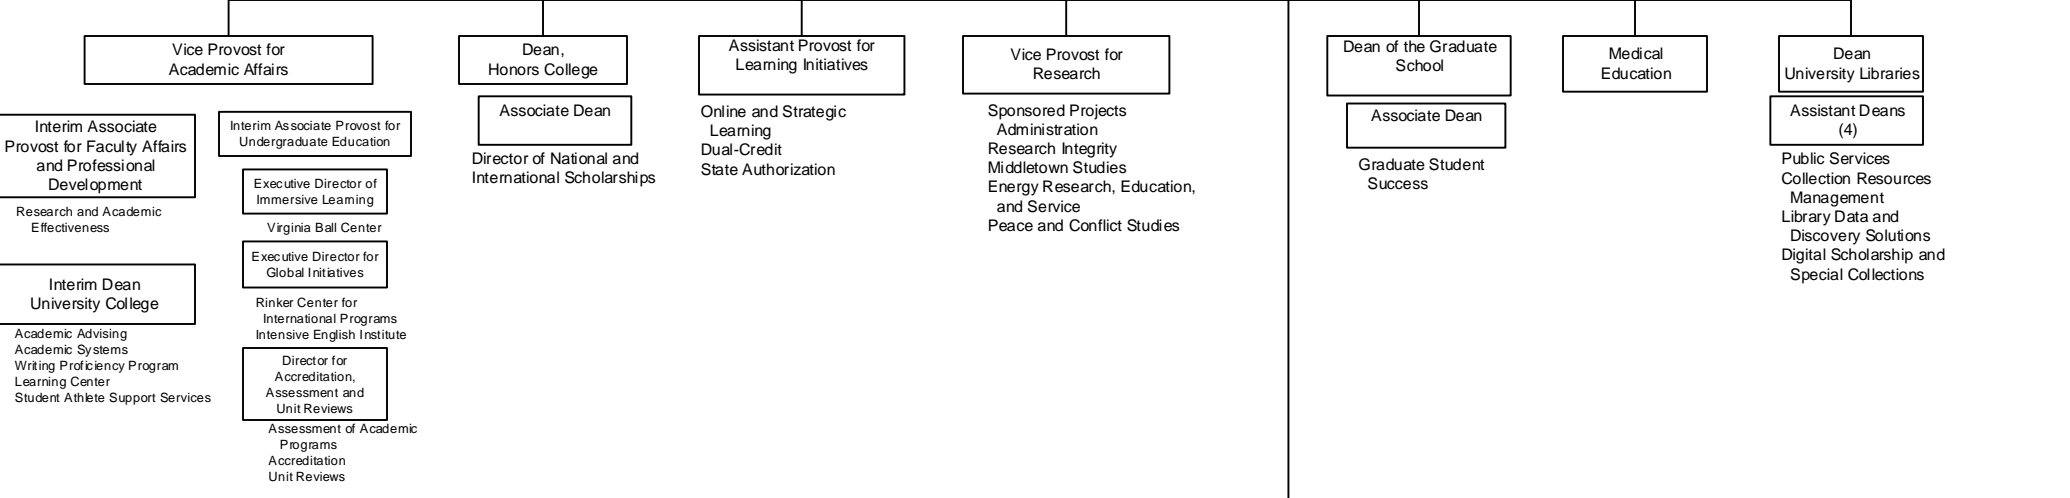 Vice Provost for
Academic Affairs
Interim Associate
Provost for Faculty Affairs
and Professional
Development
Research and Academic
Effectiveness
Interim Dean
University College
Academic Advising
Academic Systems
Writing Proficiency Program
Learning Center
Student Athlete Support Services
Interim Associate Provost for
Undergraduate Education
Executive Director of
Immersive Learning
Virginia Ball Center
Executive Director for
Global Initiatives
Rinker Center for
International Programs
Intensive English Institute
Director for
Accreditation,
Assessment and
Unit Reviews
Assessment of Academic
Programs
Accreditation
Unit Reviews
Dean,
Honors College
Associate Dean
Director of National and
International Scholarships
Assistant Provost for
Learning Initiatives
Online and Strategic
Learning
Dual-Credit
State Authorization
Vice Provost for
Research
Sponsored Projects
Administration
Research Integrity
Middletown Studies
Energy Research, Education,
and Service
Peace and Conflict Studies
Dean of the Graduate
School
Associate Dean
Graduate Student
Success
Medical
Education
Dean
University Libraries
Assistant Deans
(4)
Public Services
Collection Resources
Management
Library Data and
Discovery Solutions
Digital Scholarship and
Special Collections